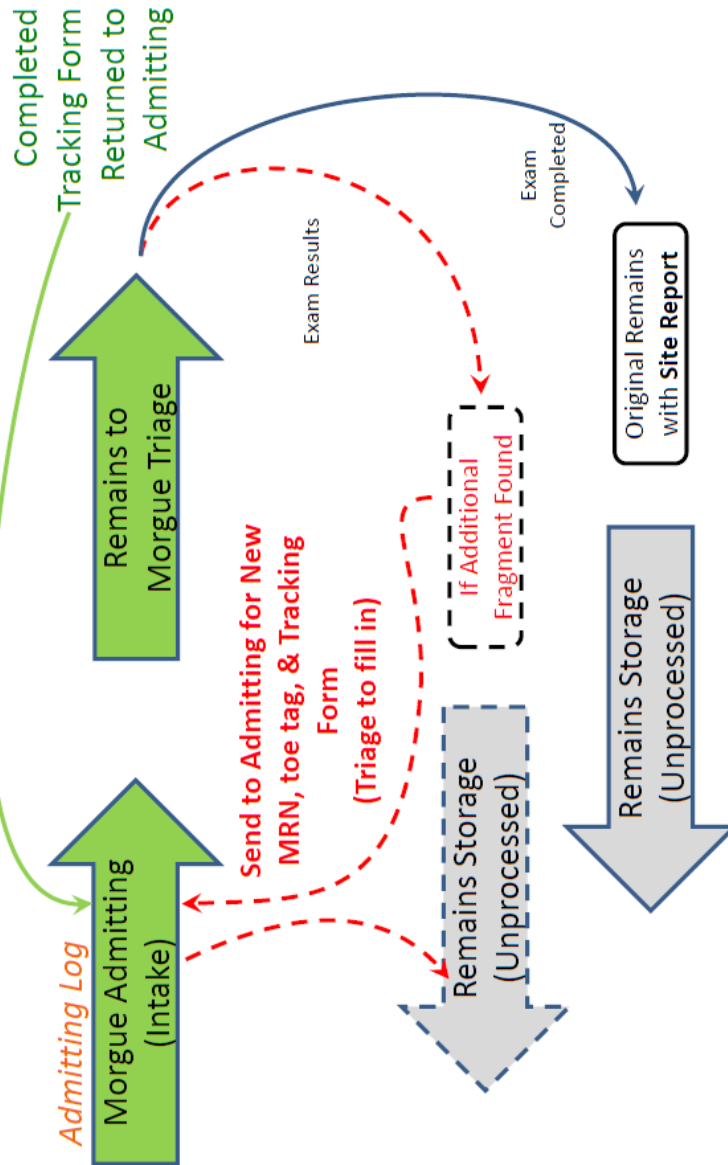 Admitting Log
Morgue Admitting
(Intake)
Remains to
Morgue Triage
Completed
Tracking Form
Returned to
Admitting
Send to Admitting for New
MRN, toe tag, & Tracking
Form
(Triage to fill in)
Exam Results
Remains Storage
(Unprocessed)
If Additional
Fragment Found
Exam
Completed
Remains Storage
(Unprocessed)
Original Remains
with Site Report